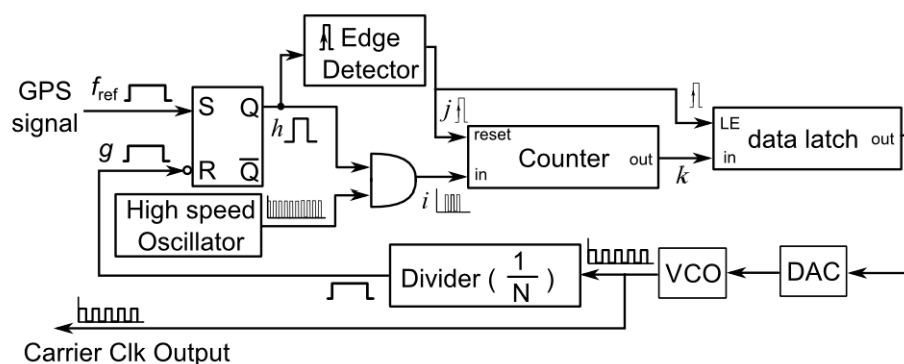 Edge
Detector
GPS
signal
f_ref
S
Q
h
j
g
R
Q̅
reset
Counter
in
out
k
LE
data latch
out
in
i
High speed
Oscillator
Divider ( 1/N )
VCO
DAC
Carrier Clk Output